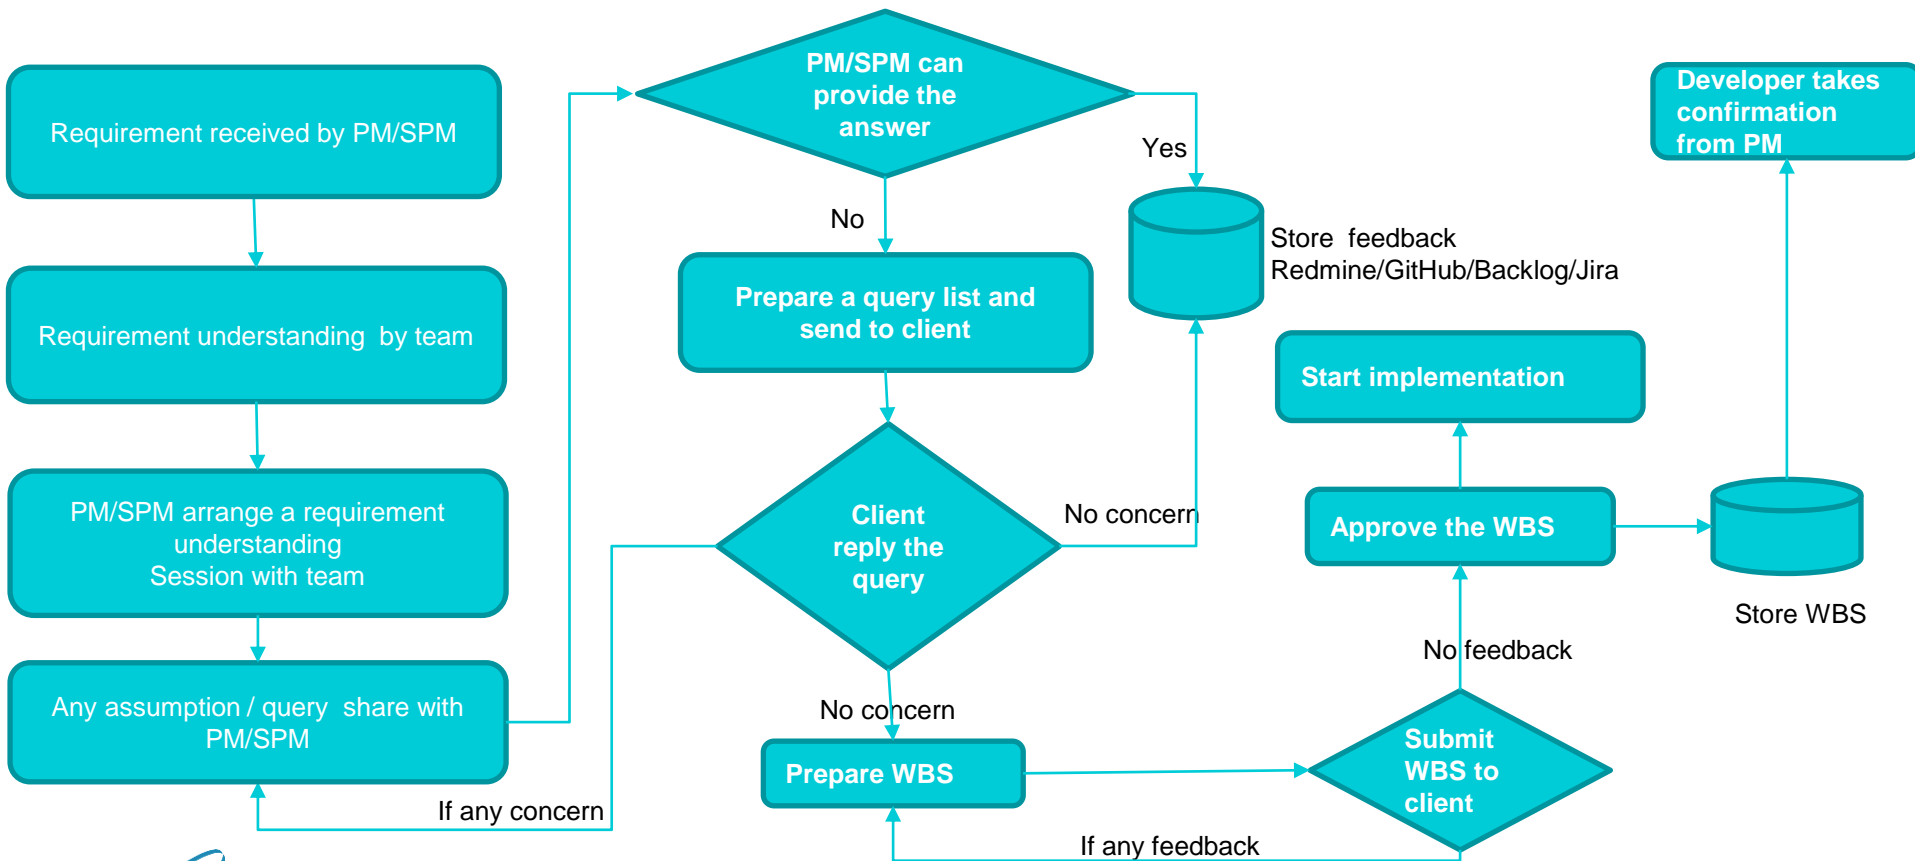 Requirement received by PM/SPM
Requirement understanding by team
PM/SPM arrange a requirement
understanding
Session with team
Any assumption / query share with
PM/SPM
PM/SPM can
provide the
answer
Yes
No
Store feedback
Redmine/GitHub/Backlog/Jira
Prepare a query list and
send to client
Client
reply the
query
No concern
If any concern
No concern
Prepare WBS
Submit
WBS to
client
If any feedback
No feedback
Approve the WBS
Start implementation
Store WBS
Developer takes
confirmation
from PM